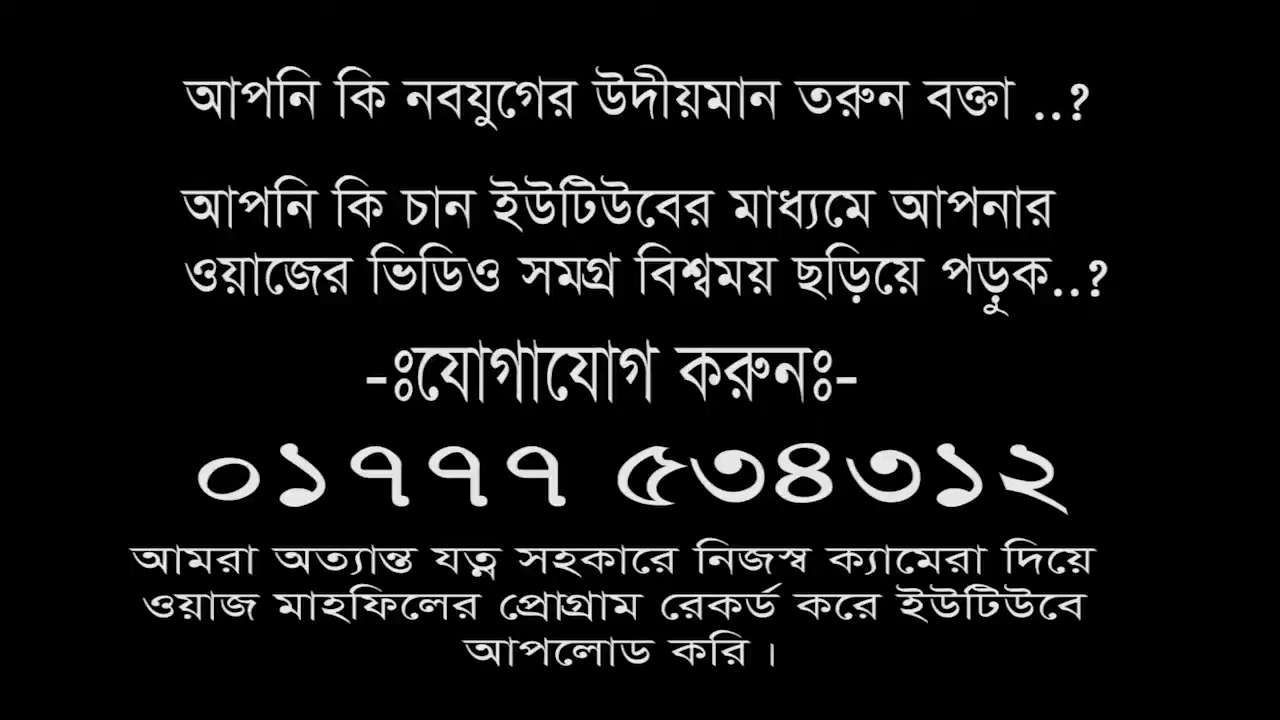 আপনি কি নবযুগের উদীয়মান তরুন বক্তা ..?
আপনি কি চান ইউটিউবের মাধ্যমে আপনার
ওয়াজের ভিডিও সমগ্র বিশ্বময় ছড়িয়ে পড়ুক..?
-ঃযোগাযোগ করুনঃ-
০১৭৭৭ ৫৩৪৩১২
আমরা অত্যান্ত যত্ন সহকারে নিজস্ব ক্যামেরা দিয়ে
ওয়াজ মাহফিলের প্রোগ্রাম রেকর্ড করে ইউটিউবে
আপলোড করি ।